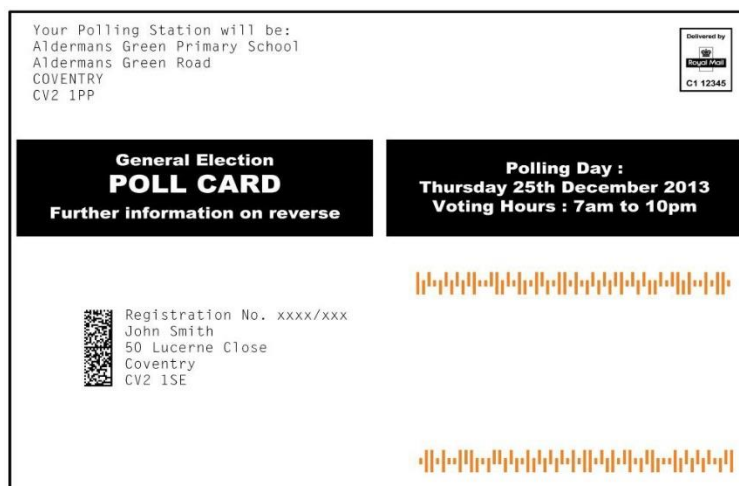 Your Polling Station will be:
Aldermans Green Primary School
Aldermans Green Road
COVENTRY
CV2 1PP
Delivered by
Royal Mail
C1 12345
General Election
POLL CARD
Further information on reverse
Polling Day :
Thursday 25th December 2013
Voting Hours : 7am to 10pm
Registration No. xxxx/xxx
John Smith
50 Lucerne Close
Coventry
CV2 1SE